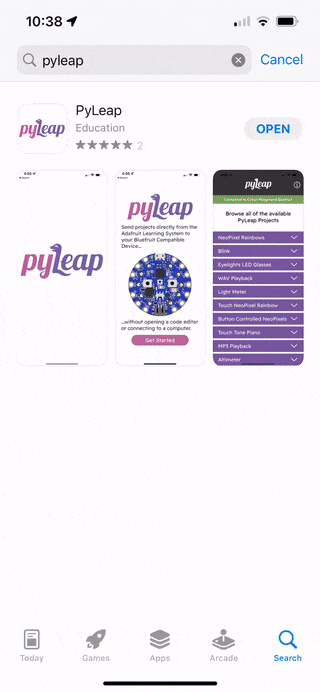 10:38
pyleap
Cancel
pyLeap
PyLeap
Education
2
OPEN
pyLeap
pyLeap
Send projects directly from the
Adafruit Learning System to
your Bluefruit Compatible
Device...
...without opening a code editor
or connecting to a computer.
Get Started
pyLeap
Connected to Circuit Playground Bluefruit
Browse all of the available
PyLeap Projects
NeoPixel Rainbows
Blink
Eyelights LED Glasses
WAV Playback
Light Meter
Touch NeoPixel Rainbow
Button Controlled NeoPixels
Touch Tone Piano
MP3 Playback
Altimeter
Today
Games
Apps
Arcade
Search